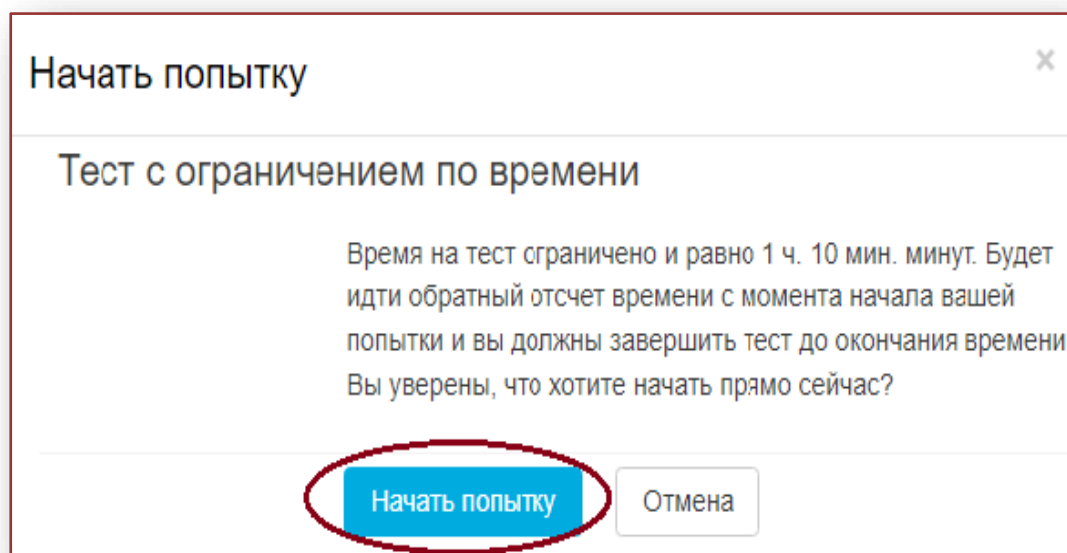 Начать попытку
×
Тест с ограничением по времени
Время на тест ограничено и равно 1 ч. 10 мин. минут. Будет
идти обратный отсчет времени с момента начала вашей
попытки и вы должны завершить тест до окончания времени
Вы уверены, что хотите начать прямо сейчас?
Начать попытку
Отмена